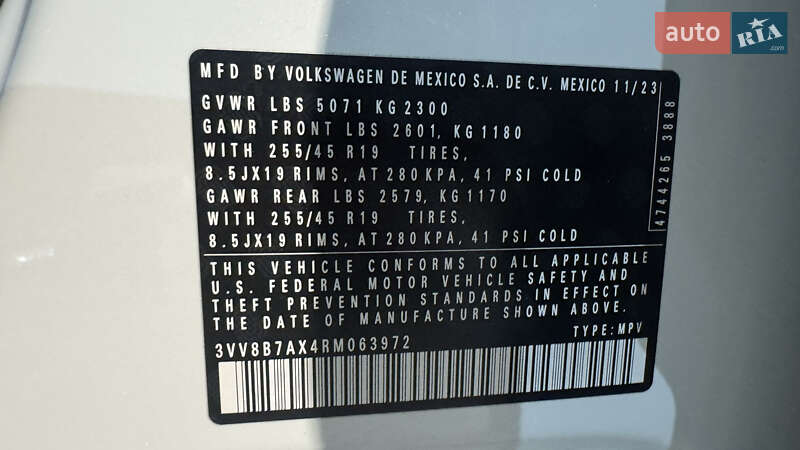 auto RIA .com
MFD BY VOLKSWAGEN DE MEXICO S.A. DE C.V. MEXICO 11/23
GVWR LBS 5071 KG 2300
GAWR FRONT LBS 2601, KG 1180
WITH 255/45 R19 TIRES,
8.5JX19 RIMS, AT 280 KPA, 41 PSI COLD
GAWR REAR LBS 2579, KG 1170
WITH 255/45 R19 TIRES,
8.5JX19 RIMS, AT 280 KPA, 41 PSI COLD
4744265 3888
THIS VEHICLE CONFORMS TO ALL APPLICABLE
U.S. FEDERAL MOTOR VEHICLE SAFETY AND
THEFT PREVENTION STANDARDS IN EFFECT ON
THE DATE OF MANUFACTURE SHOWN ABOVE.
3VV8B7AX4RM063972 TYPE: MPV